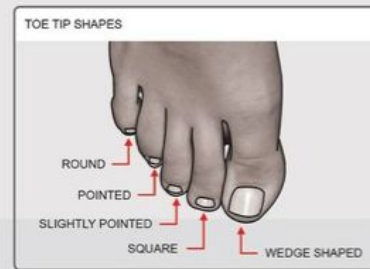 TOE TIP SHAPES
ROUND
POINTED
SLIGHTLY POINTED
SQUARE
WEDGE SHAPED